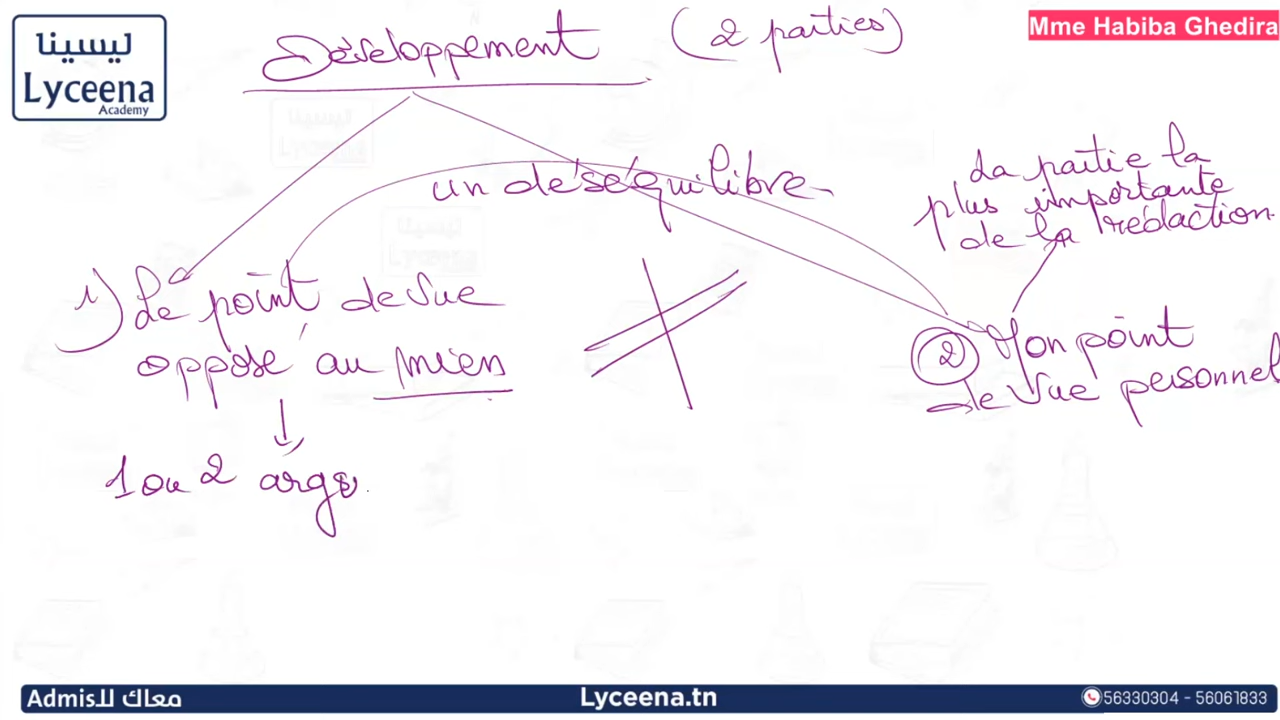 ليسينا
Lyceena
Academy
Mme Habiba Ghedira
Développement (2 parties)
un déséquilibre
La partie la
plus importante
de la rédaction
1) Le point de vue
opposé au mien
1 ou 2 args.
2 Mon point
de vue personnel
Admis معاك للـ
Lyceena.tn
56330304 - 56061833